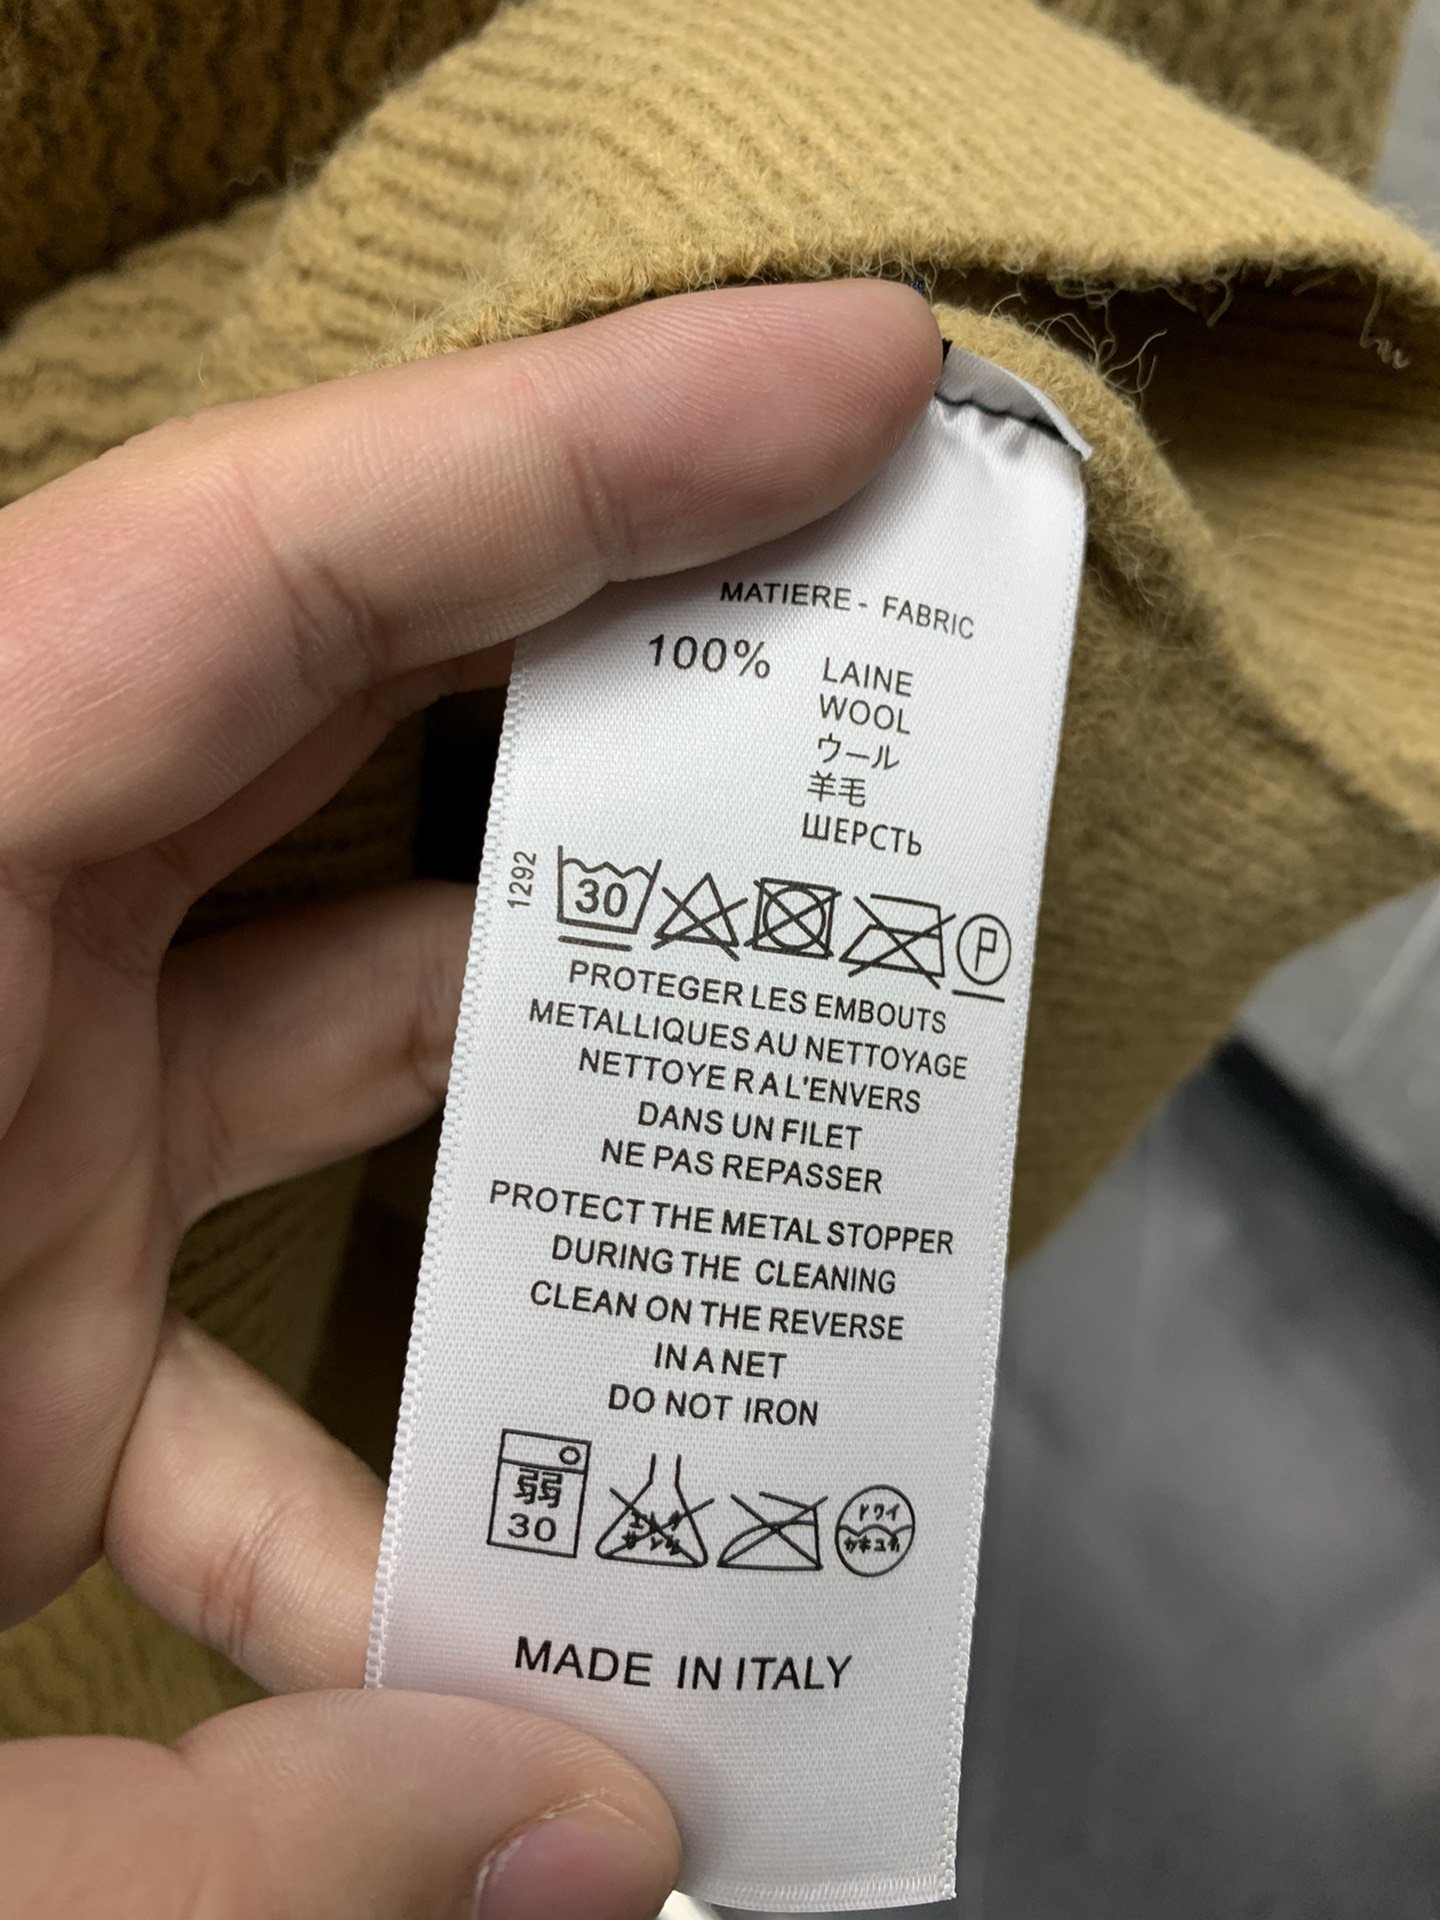 MATIERE - FABRIC
100% LAINE
WOOL
ウール
羊毛
ШЕРСТЬ
1292
30
P
PROTEGER LES EMBOUTS
METALLIQUES AU NETTOYAGE
NETTOYE R A L'ENVERS
DANS UN FILET
NE PAS REPASSER
PROTECT THE METAL STOPPER
DURING THE CLEANING
CLEAN ON THE REVERSE
IN A NET
DO NOT IRON
弱
30
MADE IN ITALY